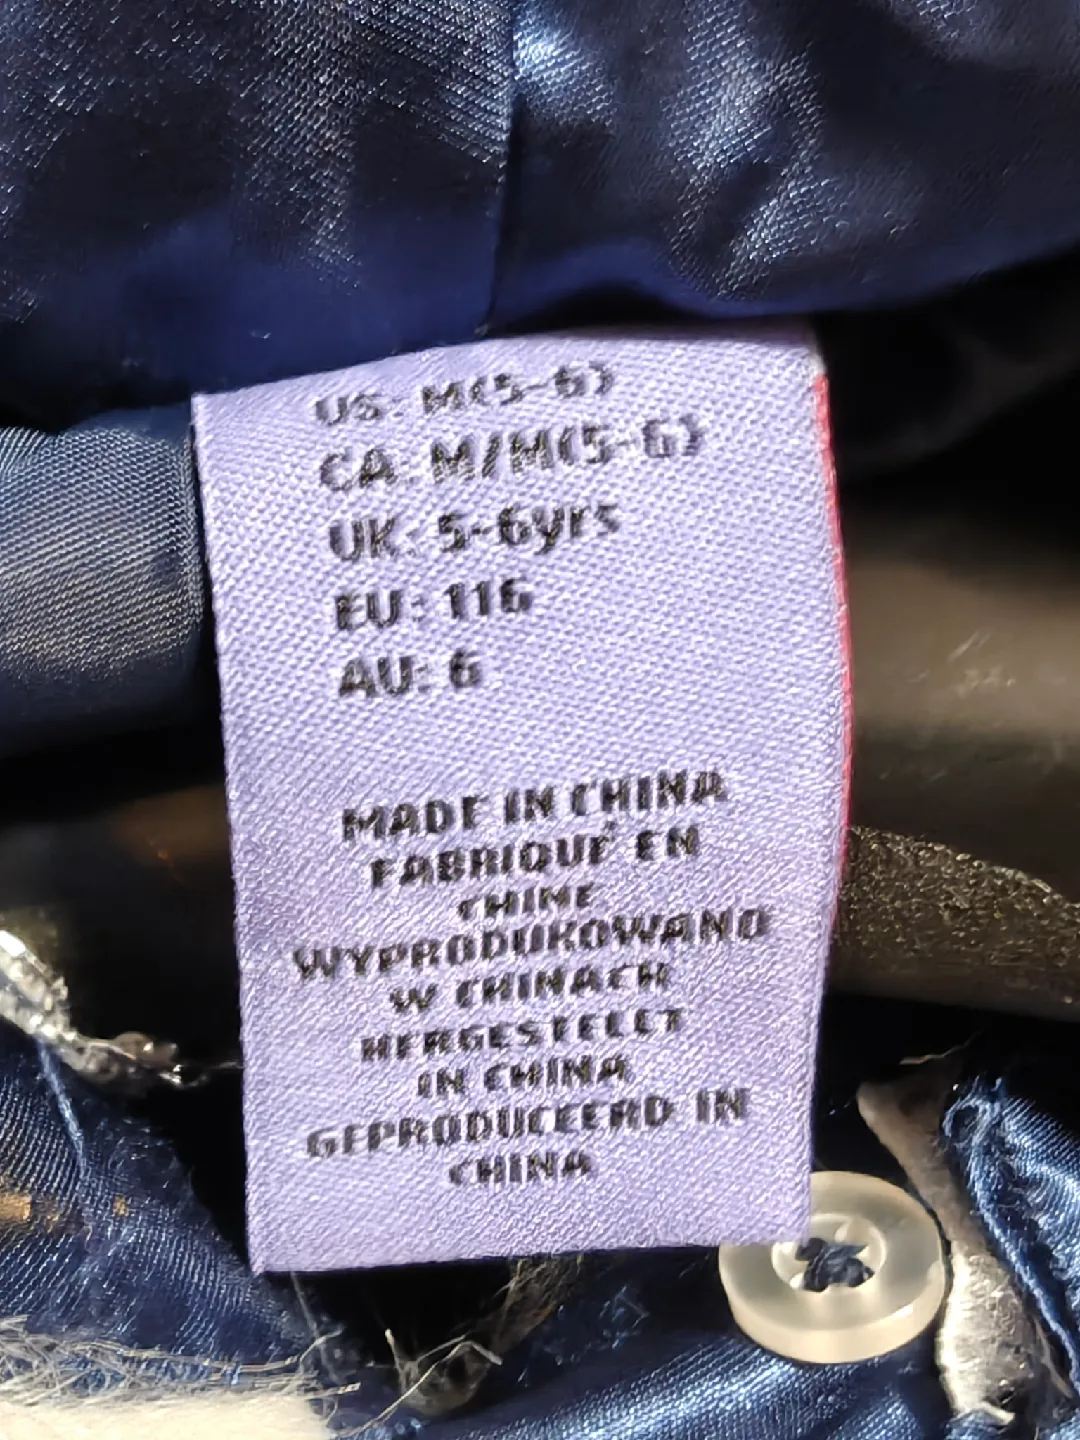 US: M(5-6)
CA: M/M(5-6)
UK: 5-6yrs
EU: 116
AU: 6
MADE IN CHINA
FABRIQUÉ EN
CHINE
WYPRODUKOWANO
W CHINACH
HERGESTELLT
IN CHINA
GEPRODUCEERD IN
CHINA